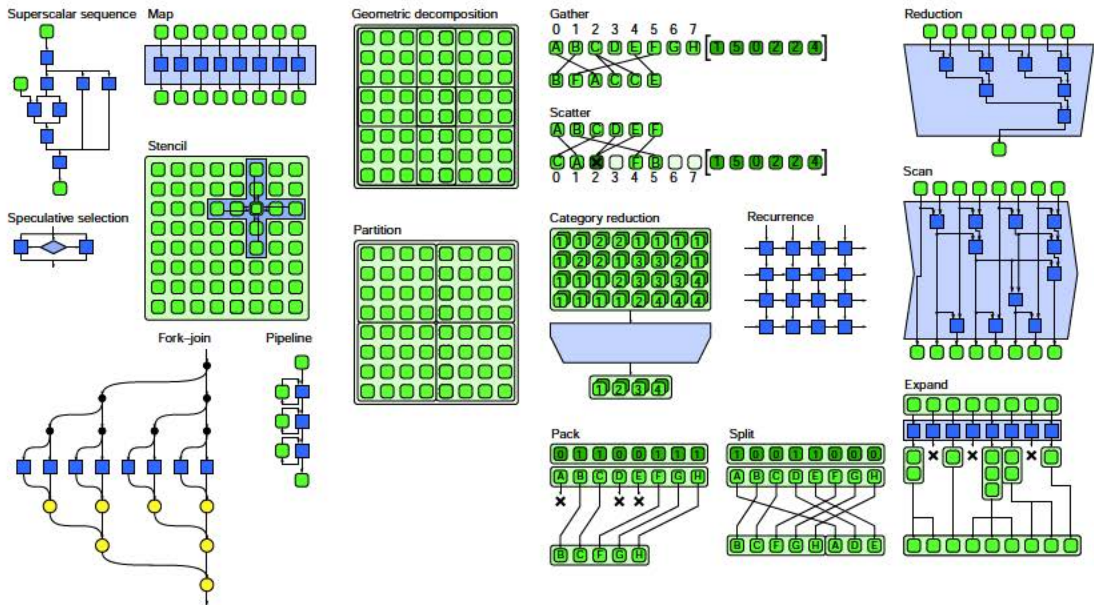 Superscalar sequence
Map
Geometric decomposition
Gather
0 1 2 3 4 5 6 7
A B C D E F G H [1 5 0 2 2 4]
B F A C C E
Reduction
Scatter
A B C D E F
C A F B [1 5 0 2 2 4]
0 1 2 3 4 5 6 7
Stencil
Scan
Speculative selection
Partition
Category reduction
1 1 2 2 1 1 1 1
1 2 1 1 3 3 3 1
1 1 2 1 2 3 3 4
1 1 1 1 2 4 4 4
1 2 3 4
Recurrence
Fork–join
Pipeline
Expand
Pack
0 1 1 0 0 1 1 1
A B C D E F G H
B C F G H
Split
1 0 0 1 1 0 0 0
A B C D E F G H
B C F G H A D E